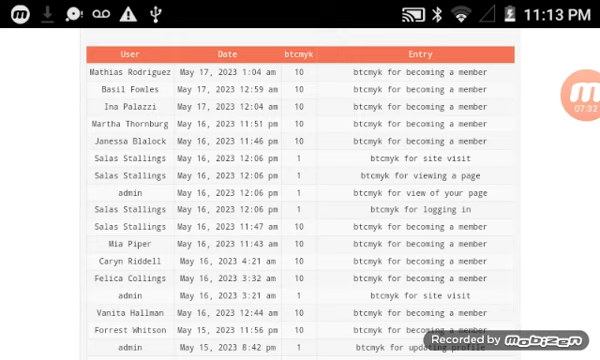 11:13 PM
User Date btcmyk Entry
Mathias Rodriguez May 17, 2023 1:04 am 10 btcmyk for becoming a member
Basil Fowles May 17, 2023 12:59 am 10 btcmyk for becoming a member
Ina Palazzi May 17, 2023 12:04 am 10 btcmyk for becoming a member
Martha Thornburg May 16, 2023 11:51 pm 10 btcmyk for becoming a member
Janessa Blalock May 16, 2023 11:46 pm 10 btcmyk for becoming a member
Salas Stallings May 16, 2023 12:06 pm 1 btcmyk for site visit
Salas Stallings May 16, 2023 12:06 pm 1 btcmyk for viewing a page
admin May 16, 2023 12:06 pm 1 btcmyk for view of your page
Salas Stallings May 16, 2023 12:06 pm 1 btcmyk for logging in
Salas Stallings May 16, 2023 11:47 am 10 btcmyk for becoming a member
Mia Piper May 16, 2023 11:43 am 10 btcmyk for becoming a member
Caryn Riddell May 16, 2023 4:21 am 10 btcmyk for becoming a member
Felica Collings May 16, 2023 3:32 am 10 btcmyk for becoming a member
admin May 16, 2023 3:21 am 1 btcmyk for site visit
Vanita Hallman May 16, 2023 12:44 am 10 btcmyk for becoming a member
Forrest Whitson May 15, 2023 11:56 pm 10 btcmyk for becoming a member
admin May 15, 2023 8:42 pm 1 btcmyk for updating profile
07:32
Recorded by mobizen